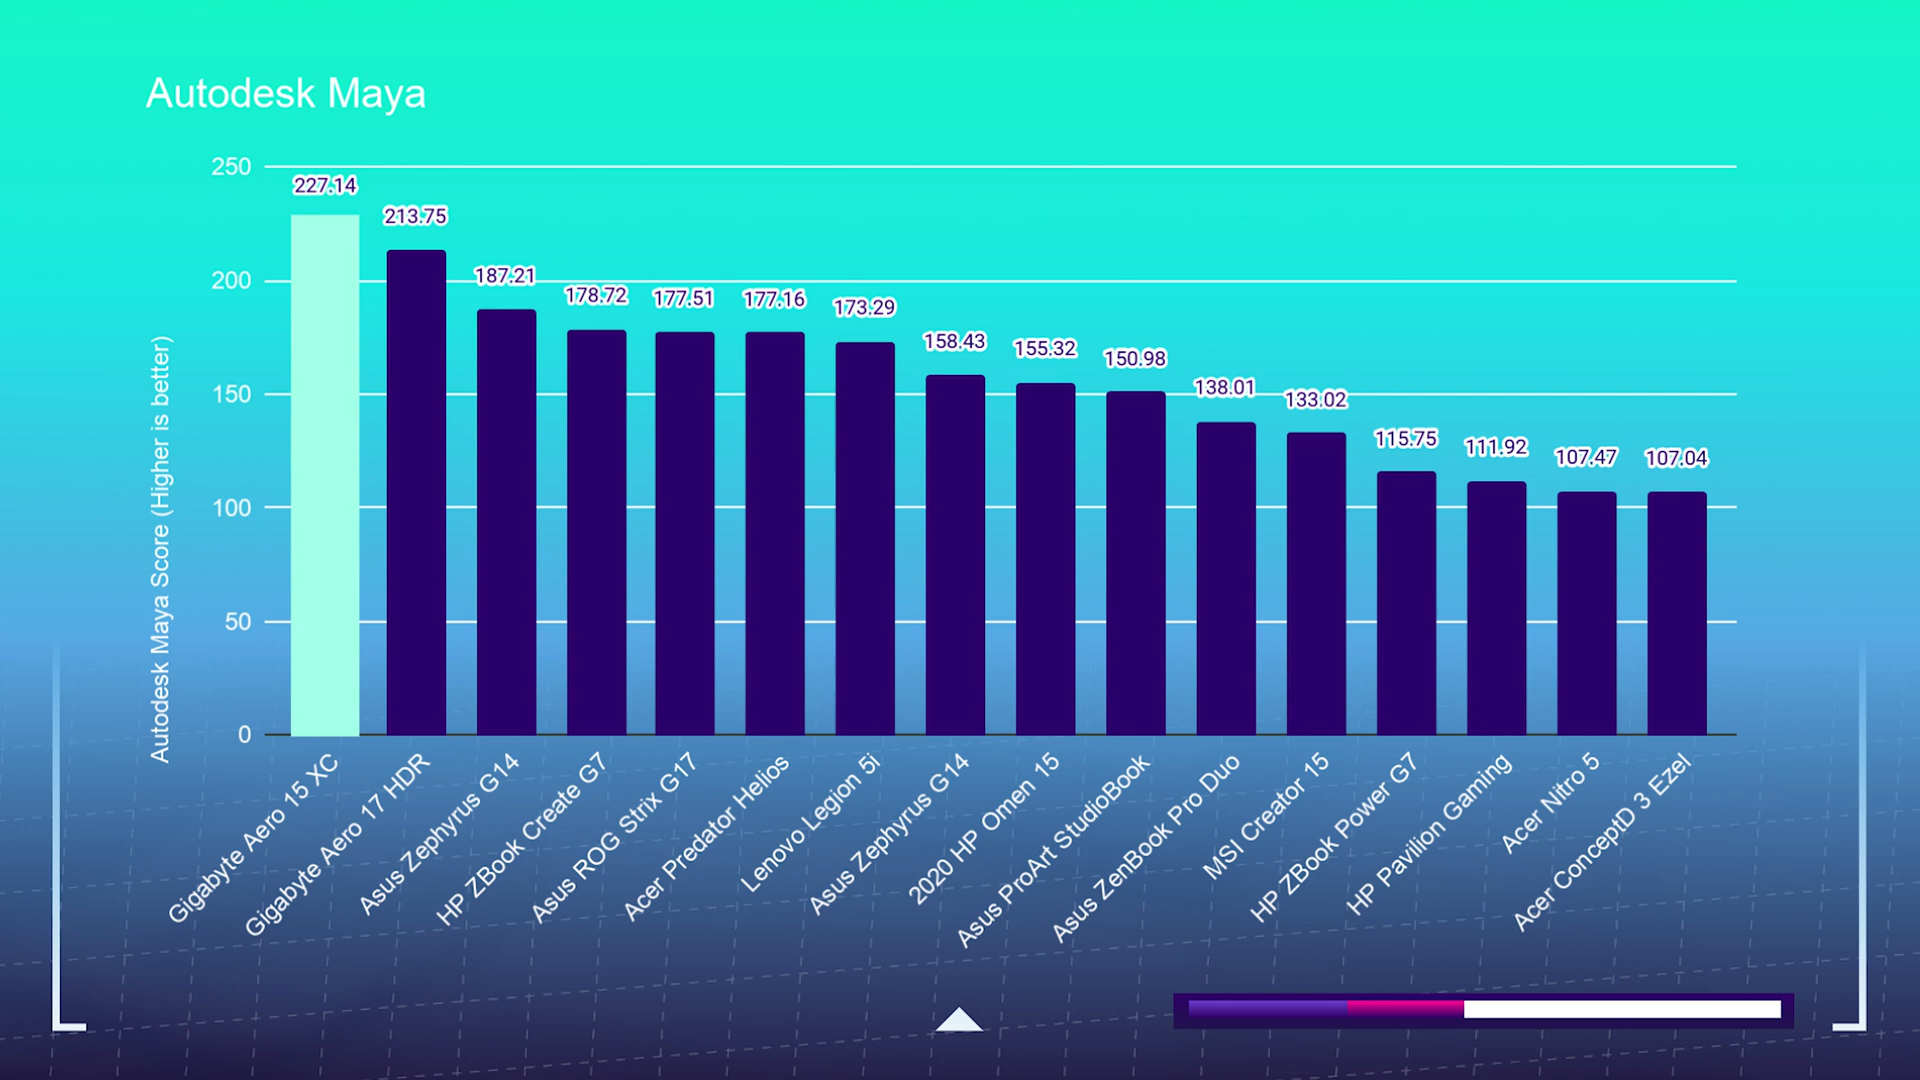 Autodesk Maya
Autodesk Maya Score (Higher is better)
250
200
150
100
50
0
227.14
213.75
187.21
178.72
177.51
177.16
173.29
158.43
155.32
150.98
138.01
133.02
115.75
111.92
107.47
107.04
Gigabyte Aero 15 XC
Gigabyte Aero 17 HDR
Asus Zephyrus G14
HP ZBook Create G7
Asus ROG Strix G17
Acer Predator Helios
Lenovo Legion 5i
Asus Zephyrus G14
2020 HP Omen 15
Asus ProArt StudioBook
Asus ZenBook Pro Duo
MSI Creator 15
HP ZBook Power G7
HP Pavilion Gaming
Acer Nitro 5
Acer ConceptD 3 Ezel